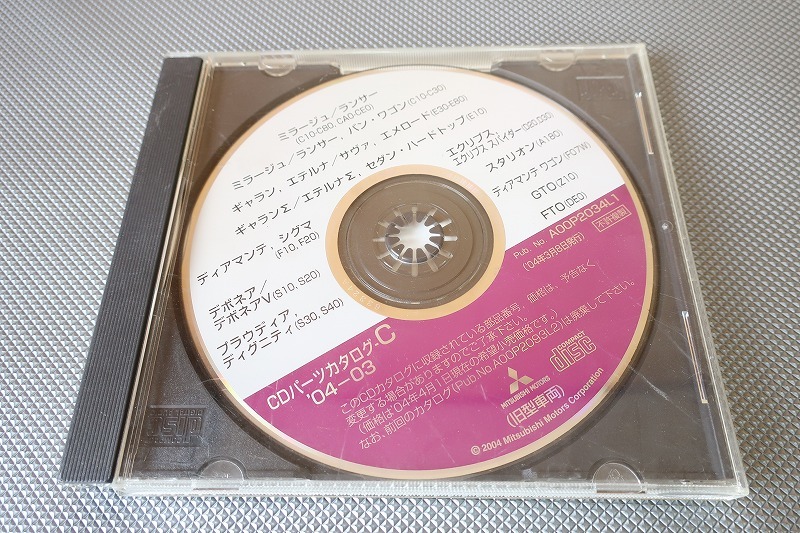 ミラージュ/ランサー
(C10-C80, CA0-CE0)
ミラージュ/ランサー、バン・ワゴン(C10-C30)
ギャラン、エテルナ/サヴァ、エメロード(E30-E80)
ギャランΣ/エテルナΣ、セダン・ハードトップ(E10)
ディアマンテ、シグマ
(F10, F20)
デボネア/
デボネアV(S10, S20)
プラウディア、
ディグニティ(S30, S40)
エクリプス
エクリプス スパイダー(D20,D30)
スタリオン(A180)
ディアマンテ ワゴン(F07W)
GTO(Z10)
FTO(DE0)
Pub. No A00P2034L1
('04年3月8日発行)
不許複製
CDパーツカタログ-C
'04-03
このCDカタログに収録されている部品番号、価格は、予告なく
変更する場合がありますのでご了承下さい。
(価格は'04年4月1日現在の希望小売価格です。)
なお、前回のカタログ(Pub No.A00P2093L2)は廃棄して下さい。
MITSUBISHI MOTORS
(旧型車両)
COMPACT
disc
© 2004 Mitsubishi Motors Corporation